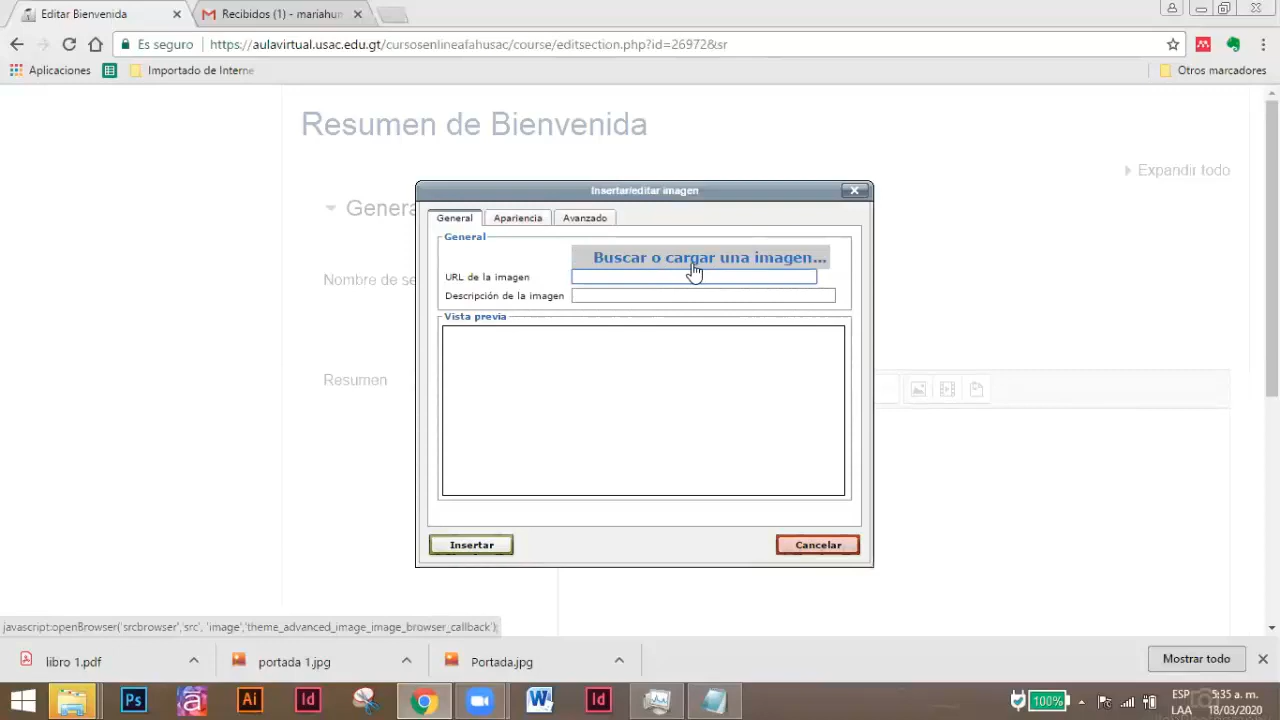 Editar Bienvenida
Recibidos (1) - mariahun
Es seguro
https://aulavirtual.usac.edu.gt/cursosenlineafahusac/course/editsection.php?id=26972&sr
Aplicaciones
Importado de Interne
Otros marcadores
Resumen de Bienvenida
Expandir todo
Genera
Insertar/editar imagen
General
Apariencia
Avanzado
General
Buscar o cargar una imagen...
URL de la imagen
Nombre de se
Descripción de la imagen
Vista previa
Resumen
Insertar
Cancelar
javascript:openBrowser('srcbrowser','src', 'image','theme_advanced_image_image_browser_callback');
libro 1.pdf
portada 1.jpg
Portada.jpg
Mostrar todo
Ps
a
Ai
Id
W
Id
100%
ESP
LAA
5:35 a. m.
18/03/2020